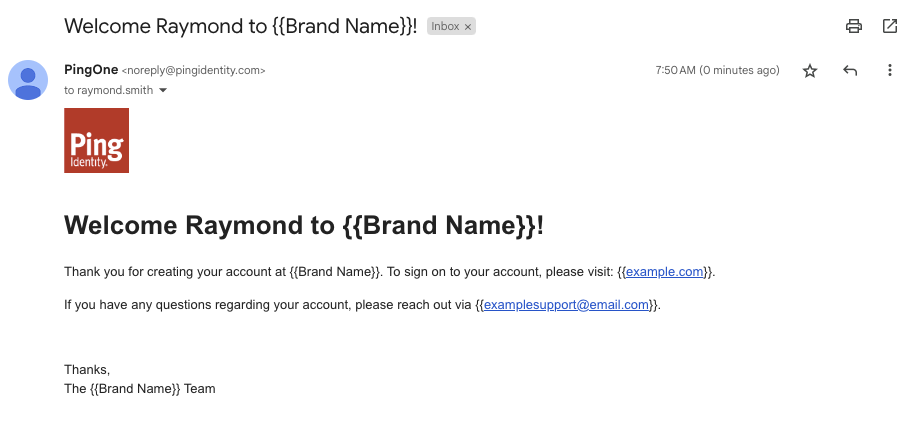 Welcome Raymond to {{Brand Name}}! Inbox ×
PingOne <noreply@pingidentity.com> 7:50 AM (0 minutes ago)
to raymond.smith
Ping
Identity.
Welcome Raymond to {{Brand Name}}!
Thank you for creating your account at {{Brand Name}}. To sign on to your account, please visit: {{example.com}}.
If you have any questions regarding your account, please reach out via {{examplesupport@email.com}}.
Thanks,
The {{Brand Name}} Team